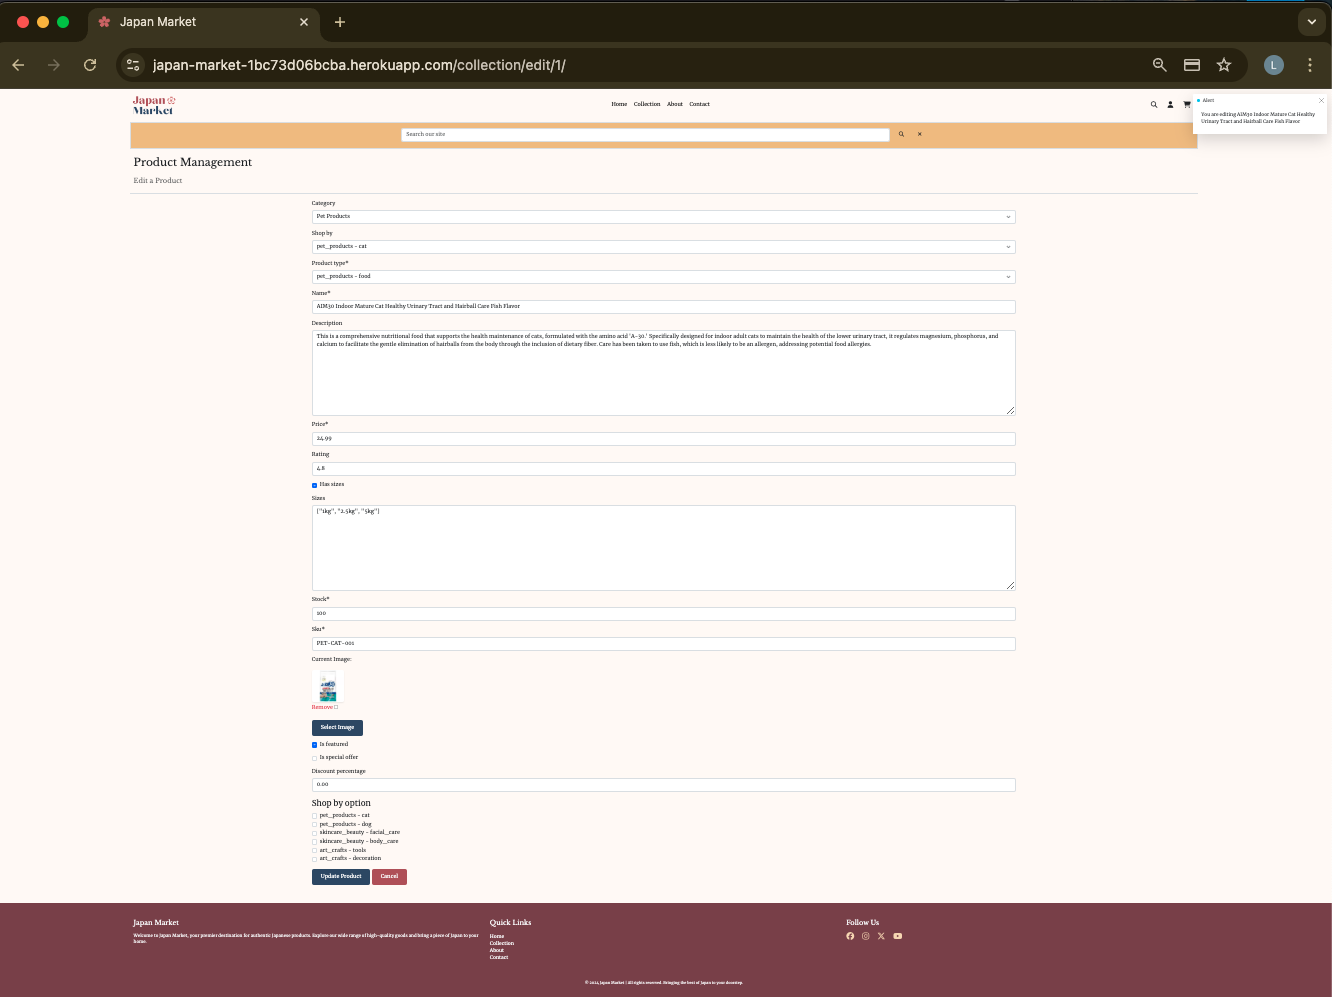 Japan Market
japan-market-1bc73d06bcba.herokuapp.com/collection/edit/1/
L
Japan
Market
Home Collection About Contact
Alert
You are editing AIM30 Indoor Mature Cat Healthy
Urinary Tract and Hairball Care Fish Flavor
Search our site
Product Management
Edit a Product
Category
Pet Products
Shop by
pet_products - cat
Product type*
pet_products - food
Name*
AIM30 Indoor Mature Cat Healthy Urinary Tract and Hairball Care Fish Flavor
Description
This is a comprehensive nutritional food that supports the health maintenance of cats, formulated with the amino acid 'A-30.' Specifically designed for indoor adult cats to maintain the health of the lower urinary tract, it regulates magnesium, phosphorus, and
calcium to facilitate the gentle elimination of hairballs from the body through the inclusion of dietary fiber. Care has been taken to use fish, which is less likely to be an allergen, addressing potential food allergies.
Price*
24.99
Rating
4.8
Has sizes
Sizes
["1kg", "2.5kg", "5kg"]
Stock*
100
Sku*
PET-CAT-001
Current Image:
Remove
Select Image
Is featured
Is special offer
Discount percentage
0.00
Shop by option
pet_products - cat
pet_products - dog
skincare_beauty - facial_care
skincare_beauty - body_care
art_crafts - tools
art_crafts - decoration
Update Product Cancel
Japan Market
Welcome to Japan Market, your premier destination for authentic Japanese products. Explore our wide range of high-quality goods and bring a piece of Japan to your
home.
Quick Links
Home
Collection
About
Contact
Follow Us
© 2024 Japan Market | All rights reserved. Bringing the best of Japan to your doorstep.